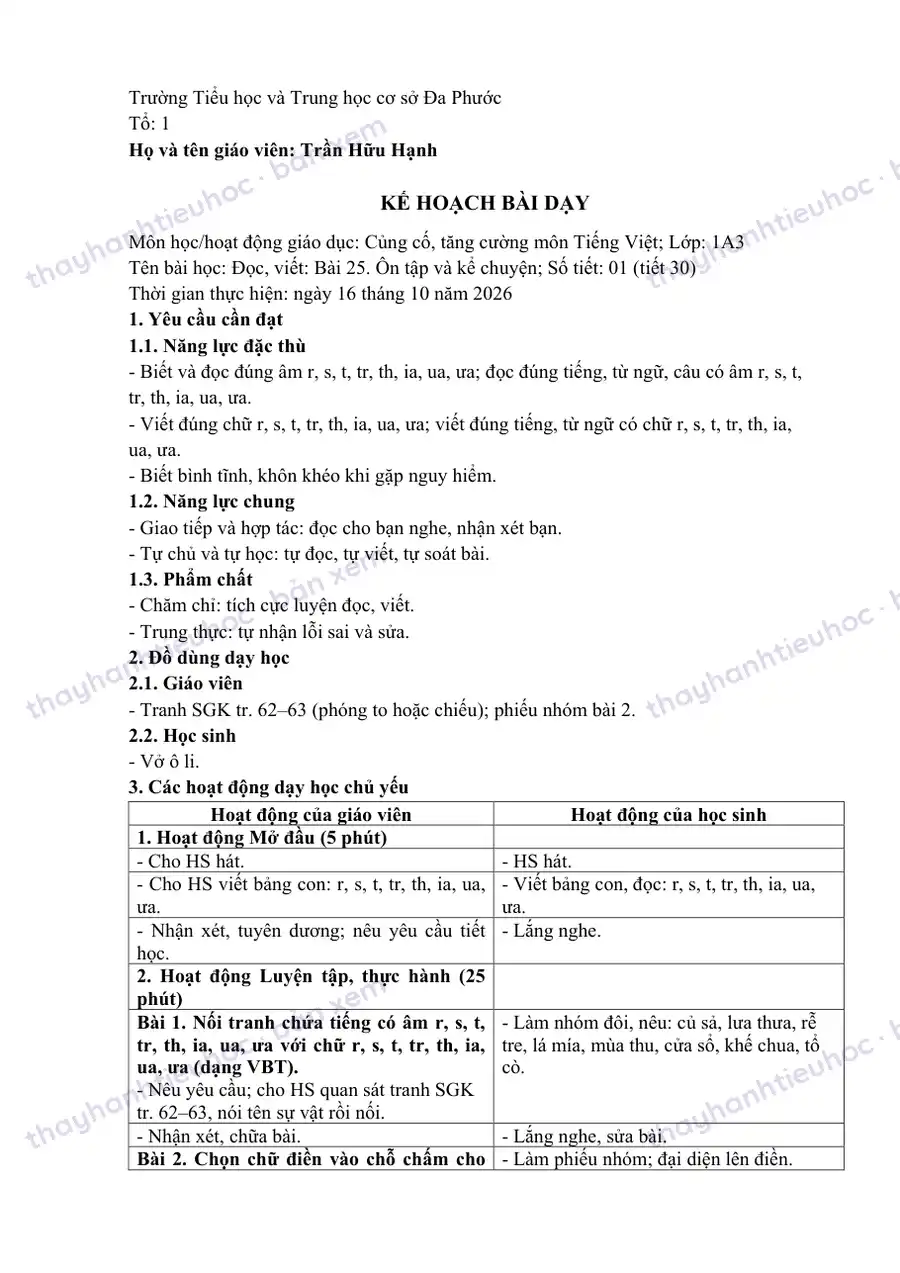 Trường Tiểu học và Trung học cơ sở Đa Phước
Tổ: 1
Họ và tên giáo viên: Trần Hữu Hạnh
KẾ HOẠCH BÀI DẠY
Môn học/hoạt động giáo dục: Củng cố, tăng cường môn Tiếng Việt; Lớp: 1A3
Tên bài học: Đọc, viết: Bài 25. Ôn tập và kể chuyện; Số tiết: 01 (tiết 30)
Thời gian thực hiện: ngày 16 tháng 10 năm 2026
1. Yêu cầu cần đạt
1.1. Năng lực đặc thù
- Biết và đọc đúng âm r, s, t, tr, th, ia, ua, ưa; đọc đúng tiếng, từ ngữ, câu có âm r, s, t,
tr, th, ia, ua, ưa.
- Viết đúng chữ r, s, t, tr, th, ia, ua, ưa; viết đúng tiếng, từ ngữ có chữ r, s, t, tr, th, ia,
ua, ưa.
- Biết bình tĩnh, khôn khéo khi gặp nguy hiểm.
1.2. Năng lực chung
- Giao tiếp và hợp tác: đọc cho bạn nghe, nhận xét bạn.
- Tự chủ và tự học: tự đọc, tự viết, tự soát bài.
1.3. Phẩm chất
- Chăm chỉ: tích cực luyện đọc, viết.
- Trung thực: tự nhận lỗi sai và sửa.
2. Đồ dùng dạy học
2.1. Giáo viên
- Tranh SGK tr. 62–63 (phóng to hoặc chiếu); phiếu nhóm bài 2.
2.2. Học sinh
- Vở ô li.
3. Các hoạt động dạy học chủ yếu
Hoạt động của giáo viên
Hoạt động của học sinh
1. Hoạt động Mở đầu (5 phút)
- Cho HS hát.
- HS hát.
- Cho HS viết bảng con: r, s, t, tr, th, ia, ua,
ưa.
- Viết bảng con, đọc: r, s, t, tr, th, ia, ua,
ưa.
- Nhận xét, tuyên dương; nêu yêu cầu tiết
học.
- Lắng nghe.
2. Hoạt động Luyện tập, thực hành (25
phút)
Bài 1. Nối tranh chứa tiếng có âm r, s, t,
tr, th, ia, ua, ưa với chữ r, s, t, tr, th, ia,
ua, ưa (dạng VBT).
- Nêu yêu cầu; cho HS quan sát tranh SGK
tr. 62–63, nói tên sự vật rồi nối.
- Làm nhóm đôi, nêu: củ sả, lưa thưa, rễ
tre, lá mía, mùa thu, cửa sổ, khế chua, tổ
cò.
- Nhận xét, chữa bài.
- Lắng nghe, sửa bài.
Bài 2. Chọn chữ điền vào chỗ chấm cho
- Làm phiếu nhóm; đại diện lên điền.
thayhanhtieuhoc · bản xem
thayhanhtieuhoc · b
thayhanhtieuhoc · bản xem
thayhanhtieuhoc · b
thayhanhtieuhoc · bản xem
thayhanhtieuhoc · b